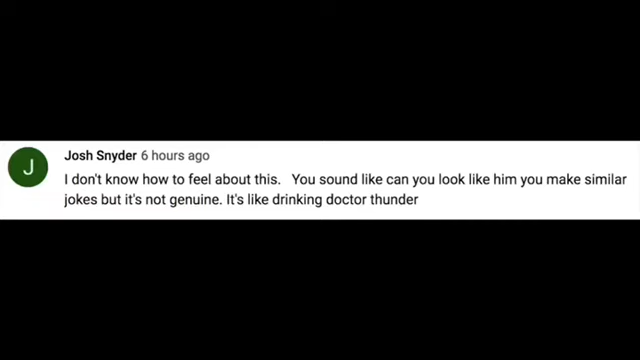 J
Josh Snyder 6 hours ago
I don't know how to feel about this.   You sound like can you look like him you make similar
jokes but it's not genuine. It's like drinking doctor thunder